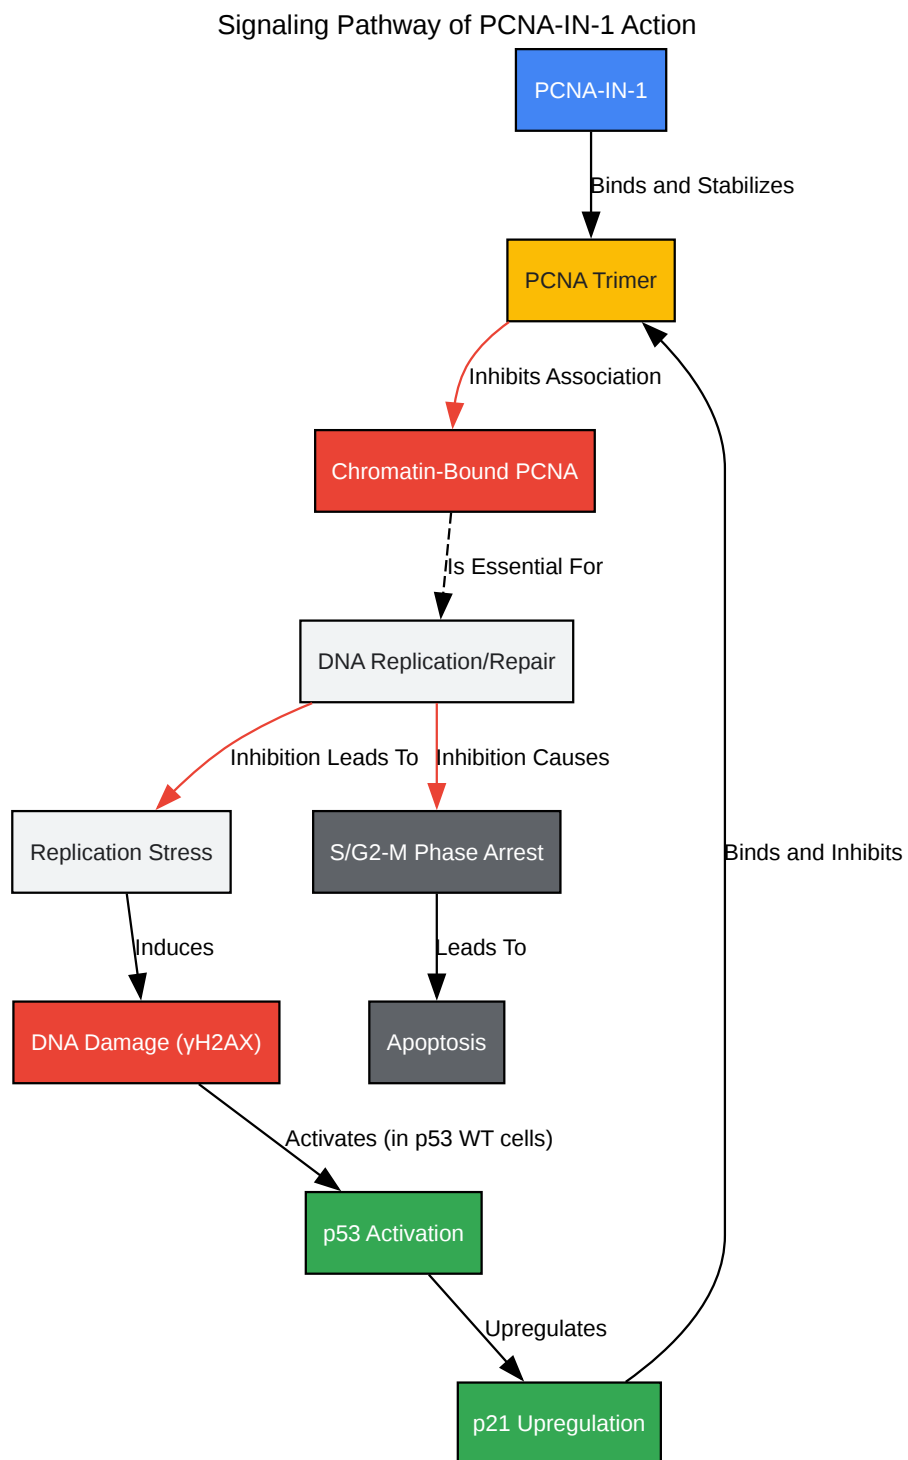 Signaling Pathway of PCNA-IN-1 Action
PCNA-IN-1
Binds and Stabilizes
PCNA Trimer
Inhibits Association
Chromatin-Bound PCNA
Is Essential For
DNA Replication/Repair
Inhibition Leads To
Inhibition Causes
Replication Stress
S/G2-M Phase Arrest
Binds and Inhibits
Induces
Leads To
DNA Damage (γH2AX)
Apoptosis
Activates (in p53 WT cells)
p53 Activation
Upregulates
p21 Upregulation